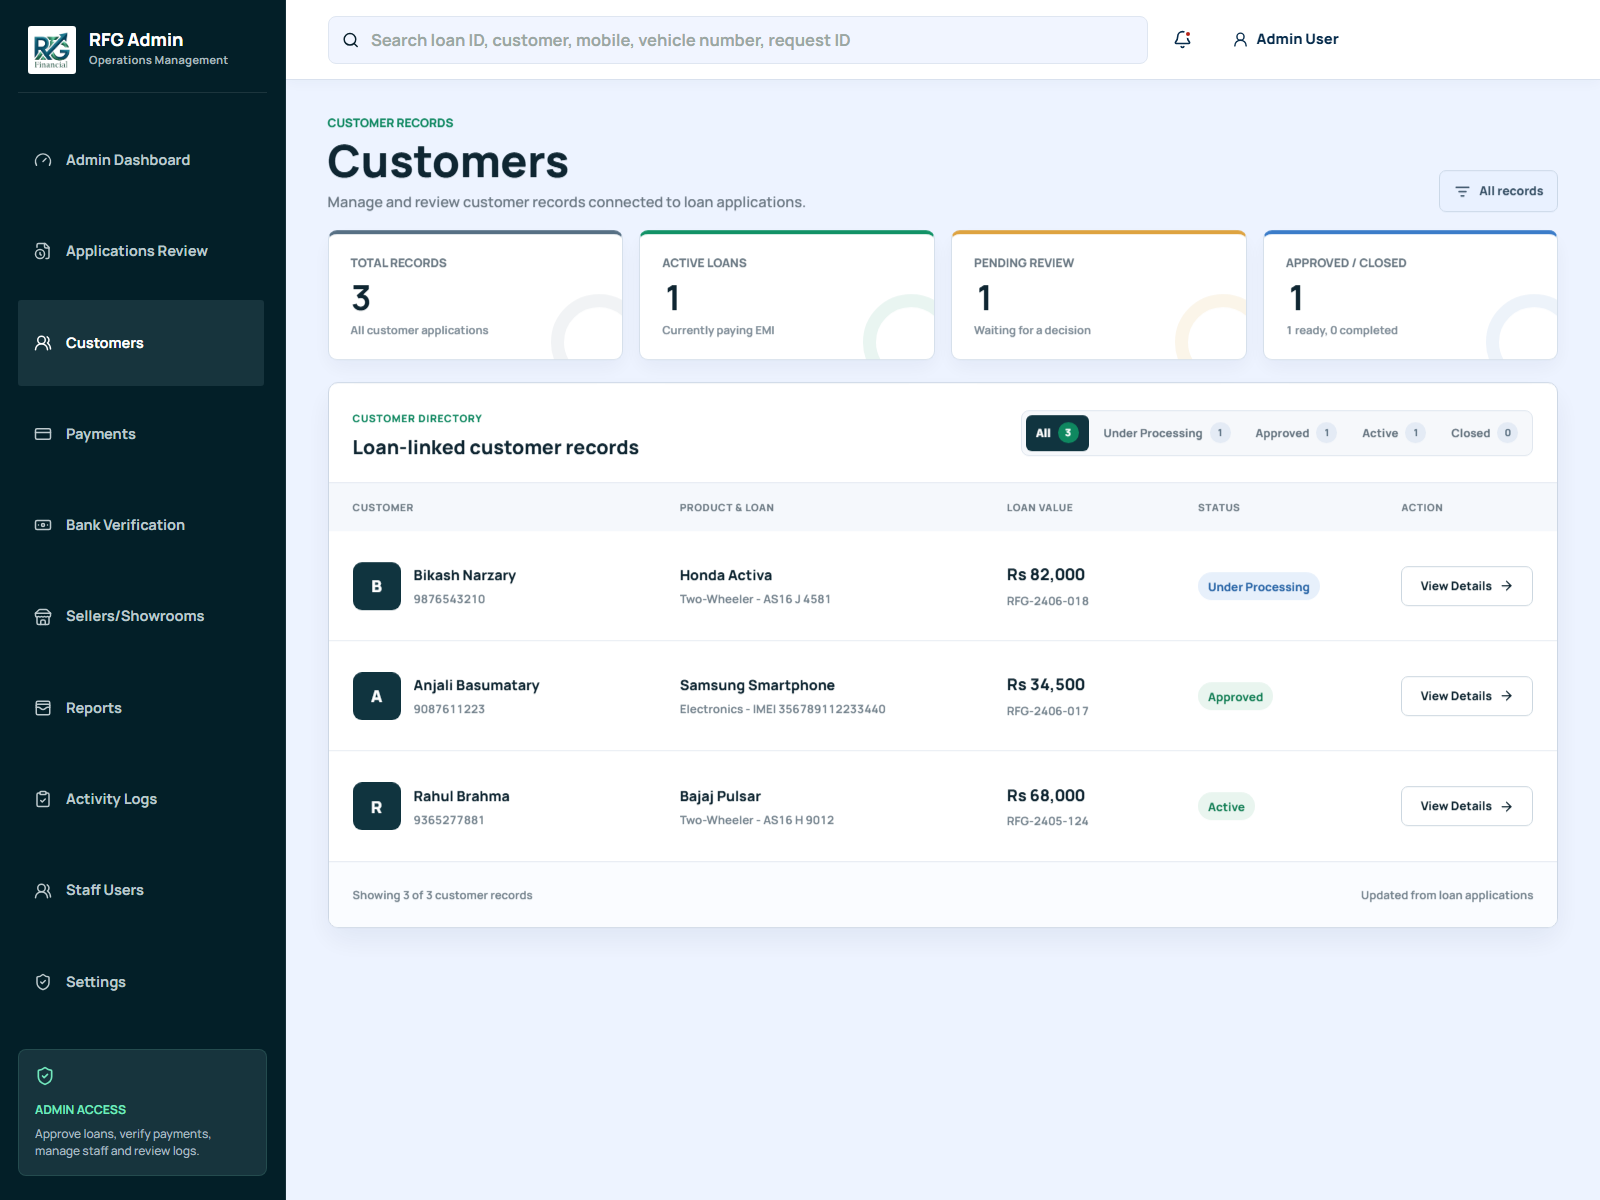 RFG
Financial
RFG Admin
Operations Management
Admin Dashboard
Applications Review
Customers
Payments
Bank Verification
Sellers/Showrooms
Reports
Activity Logs
Staff Users
Settings
ADMIN ACCESS
Approve loans, verify payments,
manage staff and review logs.
Search loan ID, customer, mobile, vehicle number, request ID
Admin User
CUSTOMER RECORDS
Customers
Manage and review customer records connected to loan applications.
All records
TOTAL RECORDS
3
All customer applications
ACTIVE LOANS
1
Currently paying EMI
PENDING REVIEW
1
Waiting for a decision
APPROVED / CLOSED
1
1 ready, 0 completed
CUSTOMER DIRECTORY
Loan-linked customer records
All 3 Under Processing 1 Approved 1 Active 1 Closed 0
CUSTOMER PRODUCT & LOAN LOAN VALUE STATUS ACTION
Bikash Narzary Honda Activa Rs 82,000
B Under Processing View Details
9876543210 Two-Wheeler - AS16 J 4581 RFG-2406-018
Anjali Basumatary Samsung Smartphone Rs 34,500
A Approved View Details
9087611223 Electronics - IMEI 356789112233440 RFG-2406-017
Rahul Brahma Bajaj Pulsar Rs 68,000
R Active View Details
9365277881 Two-Wheeler - AS16 H 9012 RFG-2405-124
Showing 3 of 3 customer records Updated from loan applications